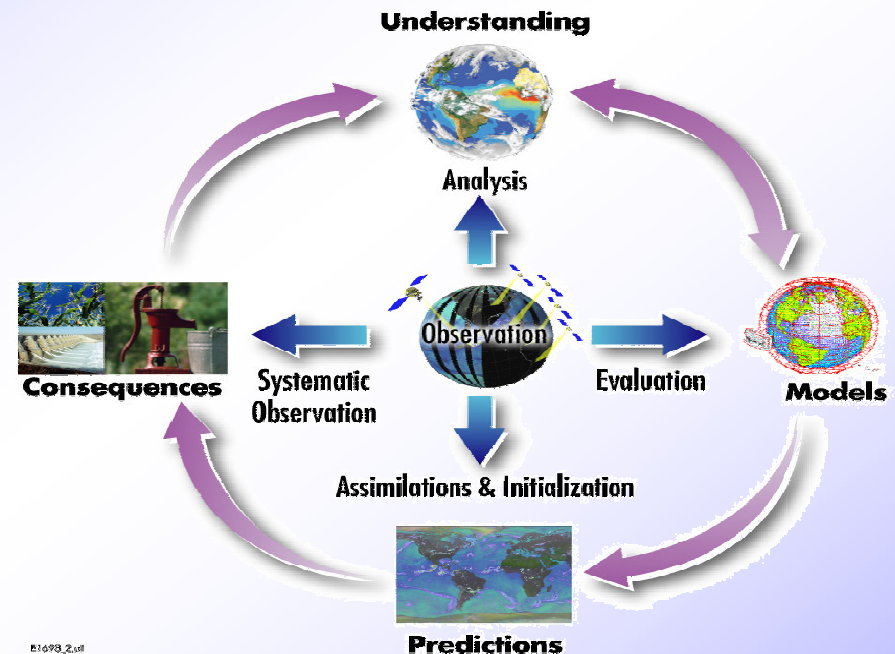 Understanding
Analysis
Observation
Consequences
Systematic
Observation
Evaluation
Models
Assimilations & Initialization
Predictions